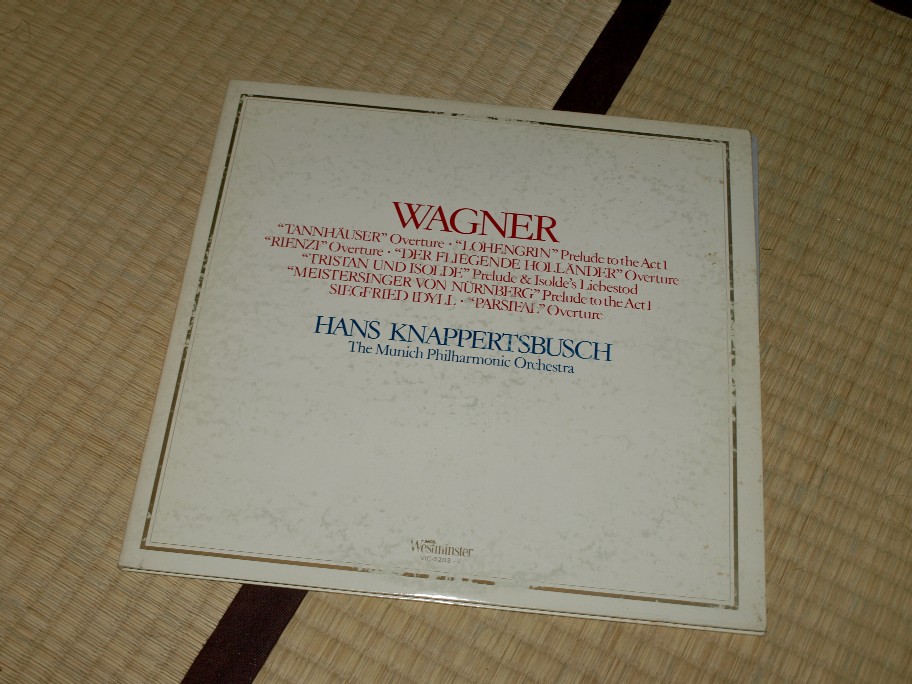 WAGNER
“TANNHÄUSER” Overture · “LOHENGRIN” Prelude to the Act 1
“RIENZI” Overture · “DER FLIEGENDE HOLLÄNDER” Overture
“TRISTAN UND ISOLDE” Prelude & Isolde's Liebestod
“MEISTERSINGER VON NÜRNBERG” Prelude to the Act 1
SIEGFRIED IDYLL · “PARSIFAL” Overture
HANS KNAPPERTSBUSCH
The Munich Philharmonic Orchestra
Westminster